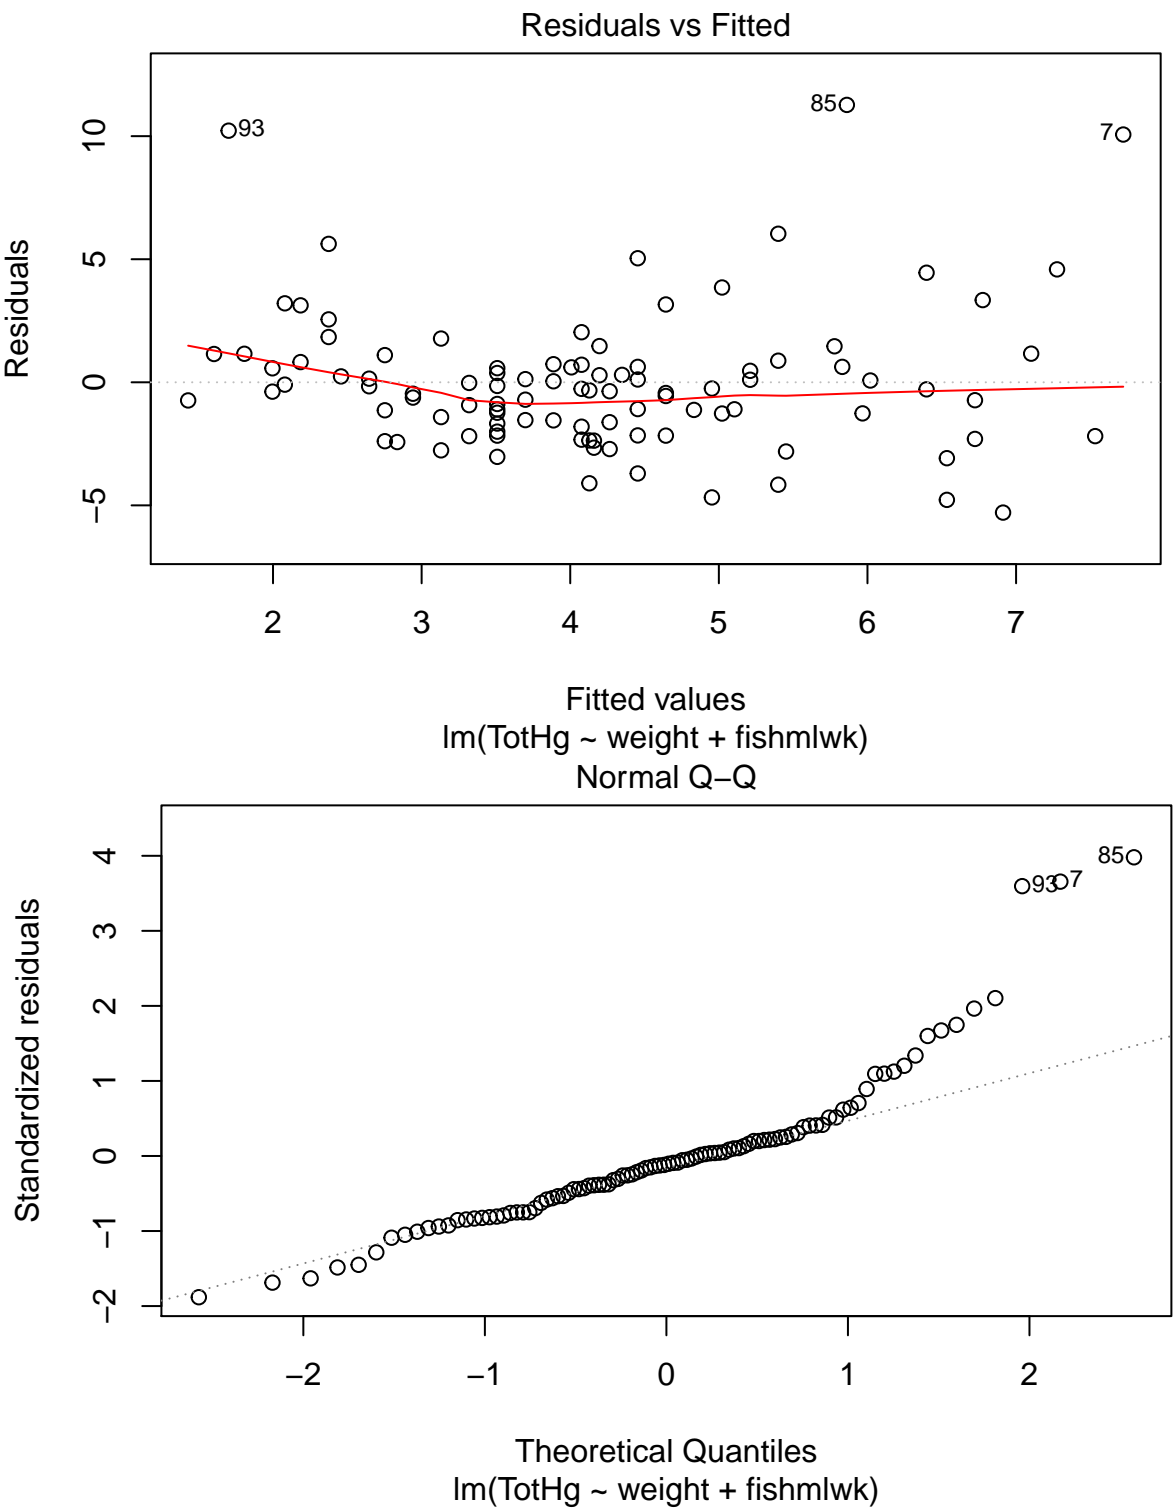 Residuals vs Fitted
Residuals
10
5
0
−5
93
85
7
2 3 4 5 6 7
Fitted values
lm(TotHg ~ weight + fishmlwk)
Normal Q−Q
Standardized residuals
4
3
2
1
0
−1
−2
85
93
7
−2 −1 0 1 2
Theoretical Quantiles
lm(TotHg ~ weight + fishmlwk)